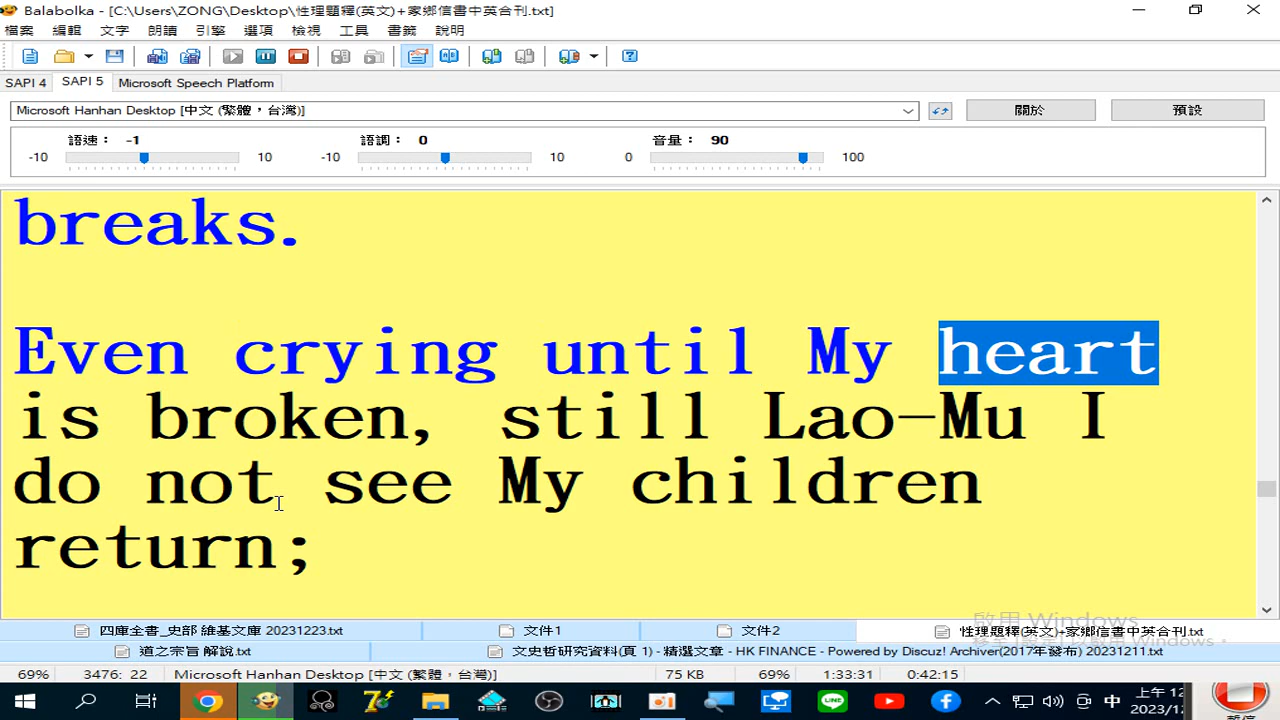 Balabolka - [C:\Users\ZONG\Desktop\性理題釋(英文)+家鄉信書中英合刊.txt]
檔案 編輯 文字 朗讀 引擎 選項 檢視 工具 書籤 說明
SAPI 4 SAPI 5 Microsoft Speech Platform
Microsoft Hanhan Desktop [中文 (繁體，台灣)] 關於 預設
語速： -1 語調： 0 音量： 90
-10 10 -10 10 0 100
breaks.
Even crying until My heart
is broken, still Lao-Mu I
do not see My children
return;
啟用 Windows
四庫全書_史部 維基文庫 20231223.txt 文件1 文件2 性理題釋(英文)+家鄉信書中英合刊.txt
道之宗旨 解說.txt 文史哲研究資料(頁 1) - 精選文章 - HK FINANCE - Powered by Discuz! Archiver(2017年發布) 20231211.txt
69% 3476: 22 Microsoft Hanhan Desktop [中文 (繁體，台灣)] 75 KB 69% 1:33:31 0:42:15
中 上午 12
2023/12